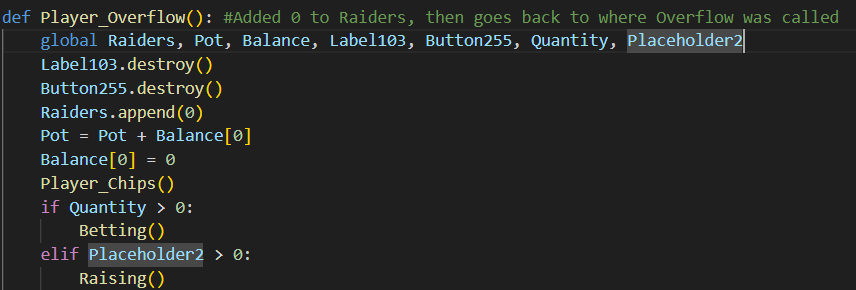 def Player_Overflow(): #Added 0 to Raiders, then goes back to where Overflow was called
    global Raiders, Pot, Balance, Label103, Button255, Quantity, Placeholder2
    Label103.destroy()
    Button255.destroy()
    Raiders.append(0)
    Pot = Pot + Balance[0]
    Balance[0] = 0
    Player_Chips()
    if Quantity > 0:
        Betting()
    elif Placeholder2 > 0:
        Raising()